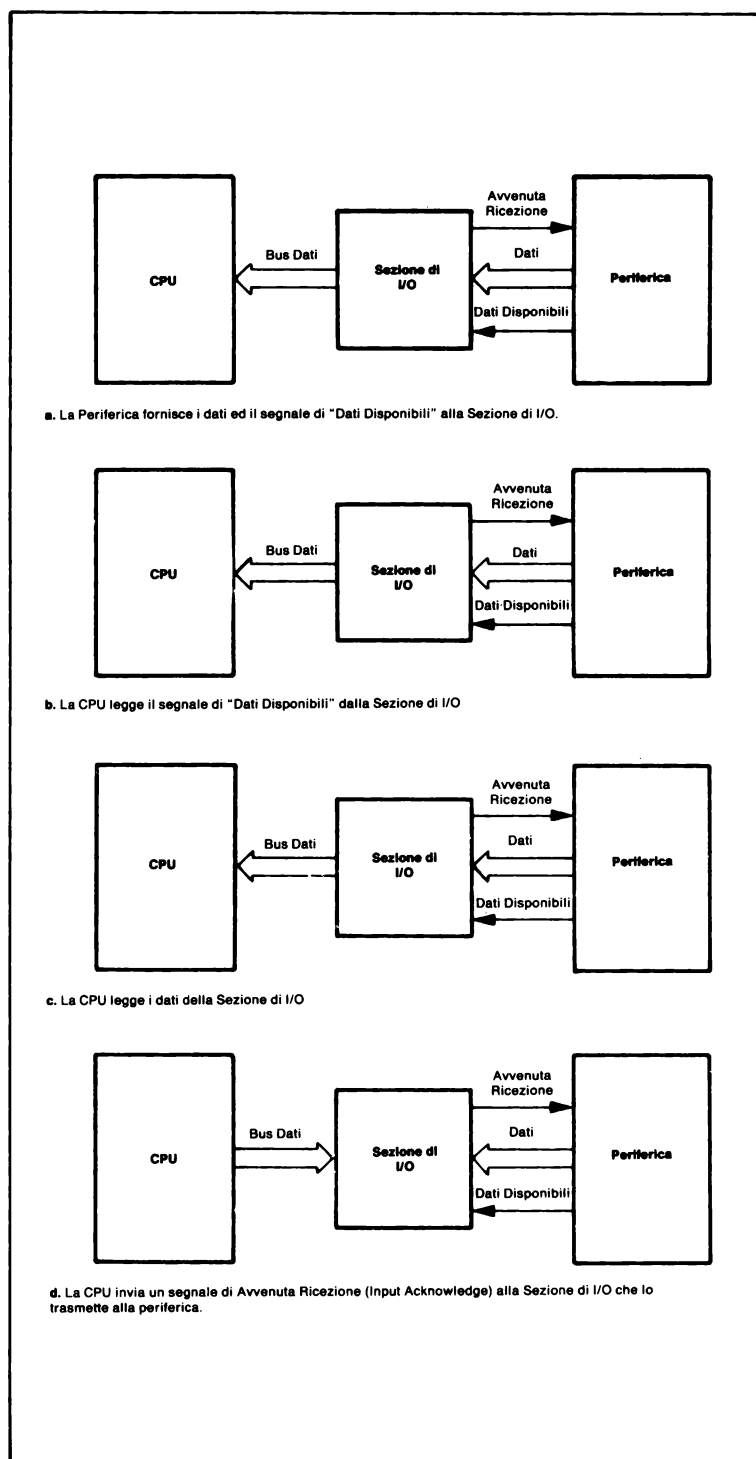 Avvenuta
Ricezione
Bus Dati
Dati
CPU
Sezione di
I/O
Periferica
Dati Disponibili
a. La Periferica fornisce i dati ed il segnale di "Dati Disponibili" alla Sezione di I/O.
Avvenuta
Ricezione
Bus Dati
Dati
CPU
Sezione di
I/O
Periferica
Dati Disponibili
b. La CPU legge il segnale di "Dati Disponibili" dalla Sezione di I/O
Avvenuta
Ricezione
Bus Dati
Dati
CPU
Sezione di
I/O
Periferica
Dati Disponibili
c. La CPU legge i dati della Sezione di I/O
Avvenuta
Ricezione
Bus Dati
Dati
CPU
Sezione di
I/O
Periferica
Dati Disponibili
d. La CPU invia un segnale di Avvenuta Ricezione (Input Acknowledge) alla Sezione di I/O che lo
trasmette alla periferica.